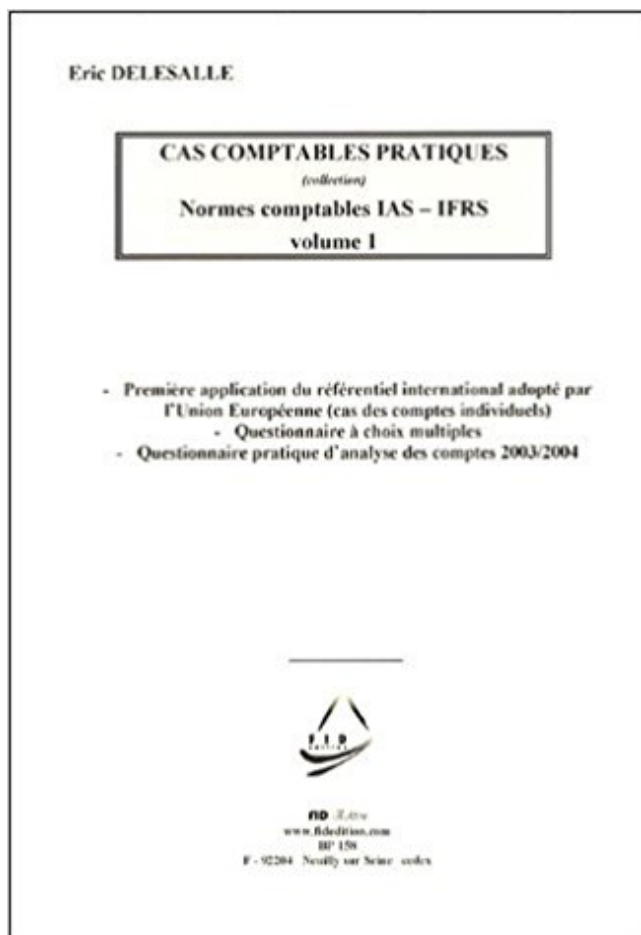 Eric DELESALLE
CAS COMPTABLES PRATIQUES
(collection)
Normes comptables IAS – IFRS
volume 1
- Première application du référentiel international adopté par
l'Union Européenne (cas des comptes individuels)
- Questionnaire à choix multiples
- Questionnaire pratique d'analyse des comptes 2003/2004
F I D
FID
www.fidedition.com
BP 158
F - 92204 Neuilly sur Seine cedex